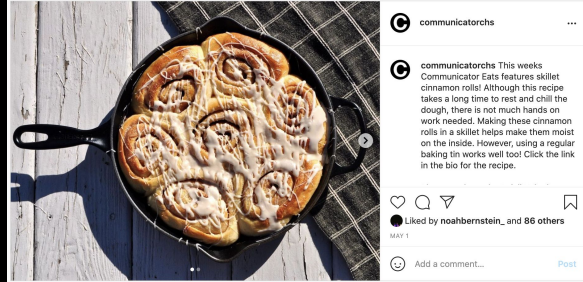 communicatorchs
communicatorchs This weeks
Communicator Eats features skillet
cinnamon rolls! Although this recipe
takes a long time to rest and chill the
dough, there is not much hands on
work needed. Making these cinnamon
rolls in a skillet helps make them moist
on the inside. However, using a regular
baking tin works well too! Click the link
in the bio for the recipe.
Liked by noahbernstein_ and 86 others
MAY 1
Add a comment...
Post